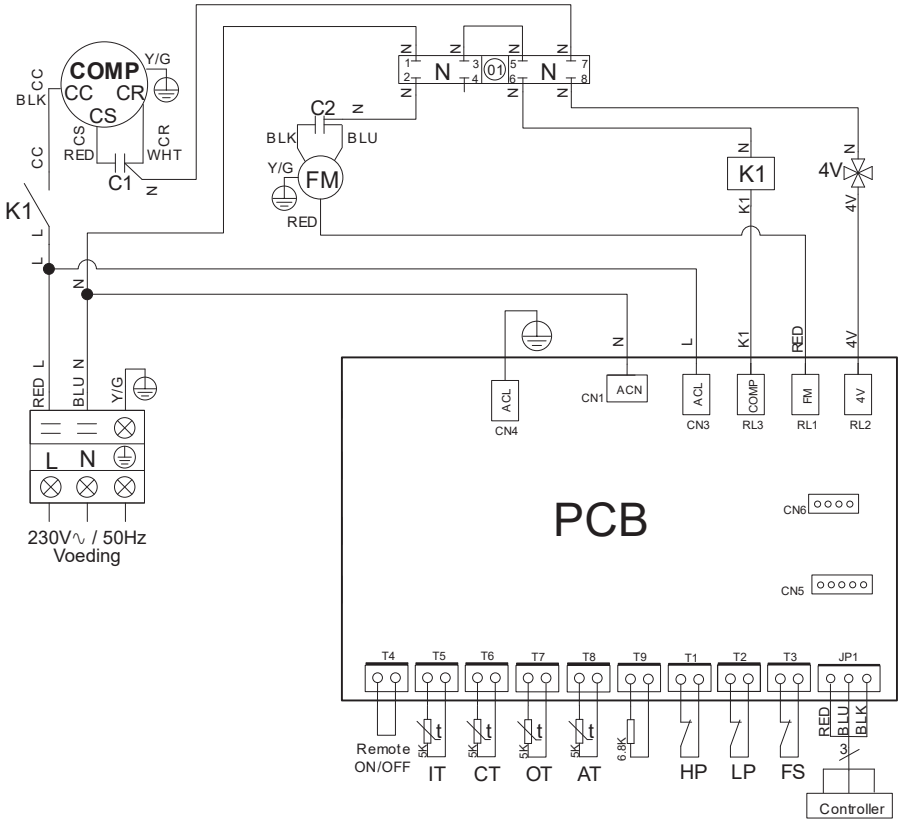 N
N
N
N
1 3 01 5 7
2 N 4 6 N 8
N
N
N
N
CC
BLK
COMP
CC CR
CS
Y/G
CS
RED
CR
WHT
C1
N
CC
K1
L
L
N
C2
N
BLK
BLU
Y/G
FM
RED
N
K1
K1
N
4V
4V
RED L
BLU N
Y/G
L N
230V∿ / 50Hz
Voeding
N
L
K1
RED
4V
ACL
CN4
CN1 ACN
ACL
CN3
COMP
RL3
FM
RL1
4V
RL2
PCB
CN6
CN5
T4 T5 T6 T7 T8 T9 T1 T2 T3 JP1
RED
BLU
BLK
3
Remote
ON/OFF
5K t
5K t
5K t
5K t
6.8K
IT CT OT AT HP LP FS
Controller